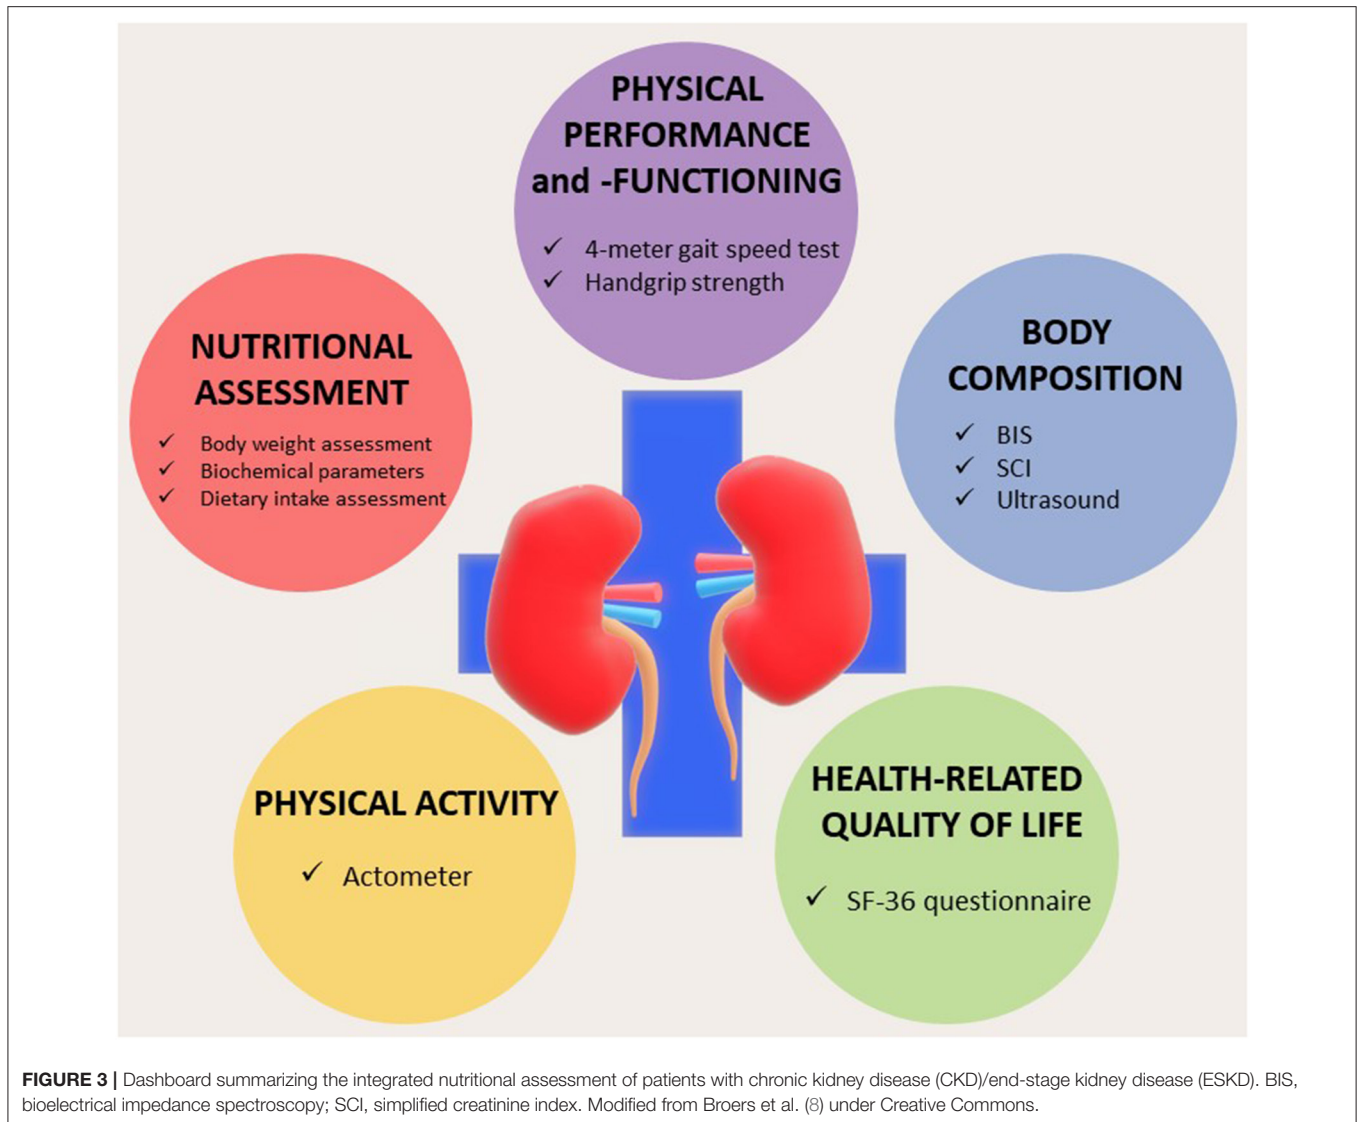 PHYSICAL
PERFORMANCE
and -FUNCTIONING
✓ 4-meter gait speed test
✓ Handgrip strength
NUTRITIONAL
ASSESSMENT
✓ Body weight assessment
✓ Biochemical parameters
✓ Dietary intake assessment
BODY
COMPOSITION
✓ BIS
✓ SCI
✓ Ultrasound
PHYSICAL ACTIVITY
✓ Actometer
HEALTH-RELATED
QUALITY OF LIFE
✓ SF-36 questionnaire
FIGURE 3 | Dashboard summarizing the integrated nutritional assessment of patients with chronic kidney disease (CKD)/end-stage kidney disease (ESKD). BIS,
bioelectrical impedance spectroscopy; SCI, simplified creatinine index. Modified from Broers et al. (8) under Creative Commons.